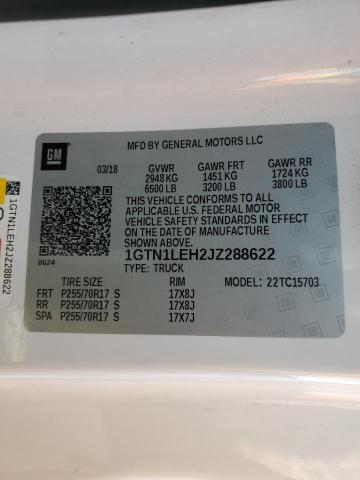 GM
MFD BY GENERAL MOTORS LLC
03/18 GVWR GAWR FRT GAWR RR
2948 KG 1451 KG 1724 KG
6500 LB 3200 LB 3800 LB
THIS VEHICLE CONFORMS TO ALL
APPLICABLE U.S. FEDERAL MOTOR
VEHICLE SAFETY STANDARDS IN EFFECT
ON THE DATE OF MANUFACTURE
SHOWN ABOVE.
8624
1GTN1LEH2JZ288622
TYPE: TRUCK
TIRE SIZE RIM MODEL: 22TC15703
FRT P255/70R17 S 17X8J
RR P255/70R17 S 17X8J
SPA P255/70R17 S 17X7J
1GTN1LEH2JZ288622